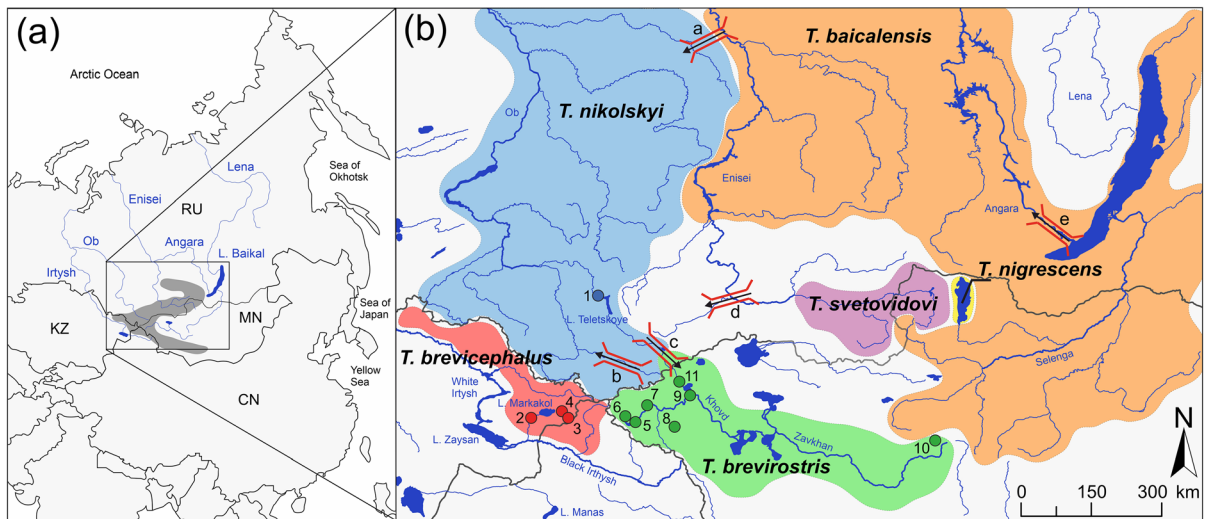 (a)
Arctic Ocean
Lena
Sea of
Okhotsk
Enisei
RU
Ob
Angara
L. Baikal
Irtysh
KZ
MN
Sea of
Japan
Yellow
Sea
CN
(b)
a
T. baicalensis
Ob
T. nikolskyi
Lena
Enisei
Angara
e
T. nigrescens
1
L. Teletskoye
d
T. svetovidovi
T. brevicephalus
c
b
Selenga
White
Irtysh
L. Markakol
4
2
3
11
7
9
6
5
8
Khovd
Zavkhan
10
L. Zaysan
Black Irthysh
T. brevirostris
L. Manas
N
0 150 300 km